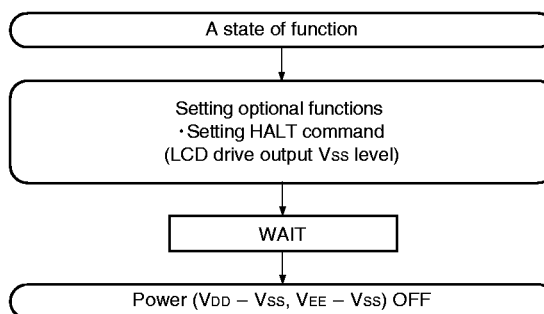 A state of function
Setting optional functions
・Setting HALT command
(LCD drive output VSS level)
WAIT
Power (VDD – VSS, VEE – VSS) OFF